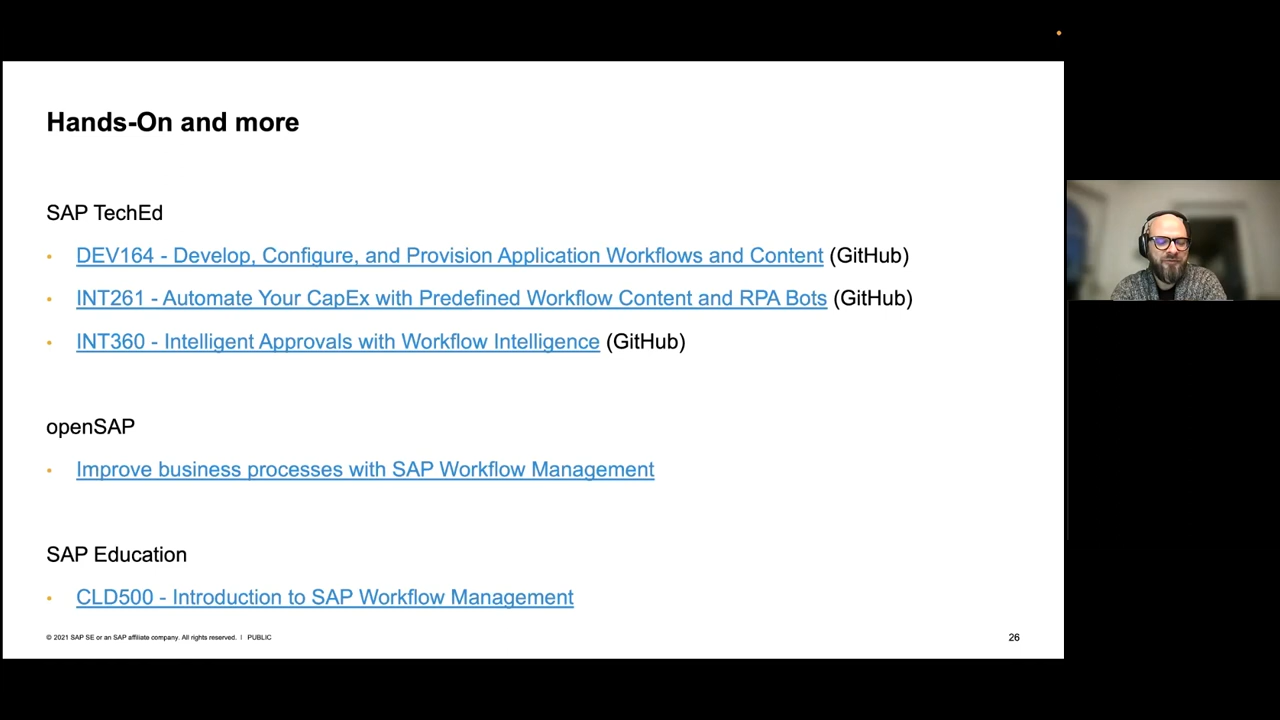 Hands-On and more
SAP TechEd
• DEV164 - Develop, Configure, and Provision Application Workflows and Content (GitHub)
• INT261 - Automate Your CapEx with Predefined Workflow Content and RPA Bots (GitHub)
• INT360 - Intelligent Approvals with Workflow Intelligence (GitHub)
openSAP
• Improve business processes with SAP Workflow Management
SAP Education
• CLD500 - Introduction to SAP Workflow Management
© 2021 SAP SE or an SAP affiliate company. All rights reserved. | PUBLIC
26